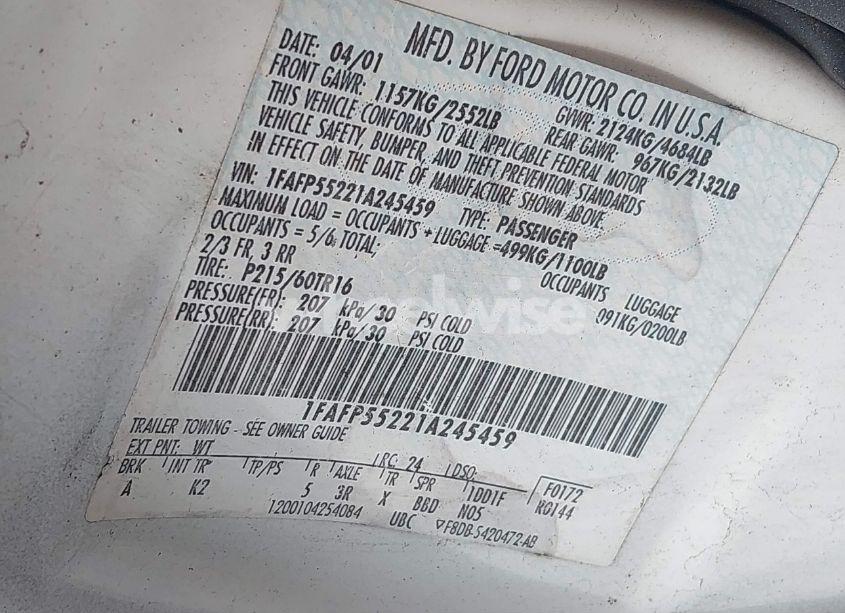 MFD. BY FORD MOTOR CO. IN U.S.A.
DATE: 04/01 GVWR: 2124KG/4684LB
FRONT GAWR: 1157KG/2552LB REAR GAWR: 967KG/2132LB
THIS VEHICLE CONFORMS TO ALL APPLICABLE FEDERAL MOTOR
VEHICLE SAFETY, BUMPER, AND THEFT PREVENTION STANDARDS
IN EFFECT ON THE DATE OF MANUFACTURE SHOWN ABOVE.
VIN: 1FAFP55221A245459 TYPE: PASSENGER
MAXIMUM LOAD = OCCUPANTS + LUGGAGE =499KG/1100LB
OCCUPANTS = 5/6 TOTAL; OCCUPANTS LUGGAGE
2/3 FR, 3 RR 091KG/0200LB
TIRE: P215/60TR16
PRESSURE(FR) 207 kPa/30 PSI COLD
PRESSURE(RR) 207 kPa/30 PSI COLD
1FAFP55221A245459
TRAILER TOWING - SEE OWNER GUIDE
EXT PNT: WT RC: 24 DSO:
BRK INT TR TP/PS R AXLE TR SPR F0172
A K2 5 3R X BBD 1DD1F N05 R0144
1200104254084 UBC F8DB-5420472-AB